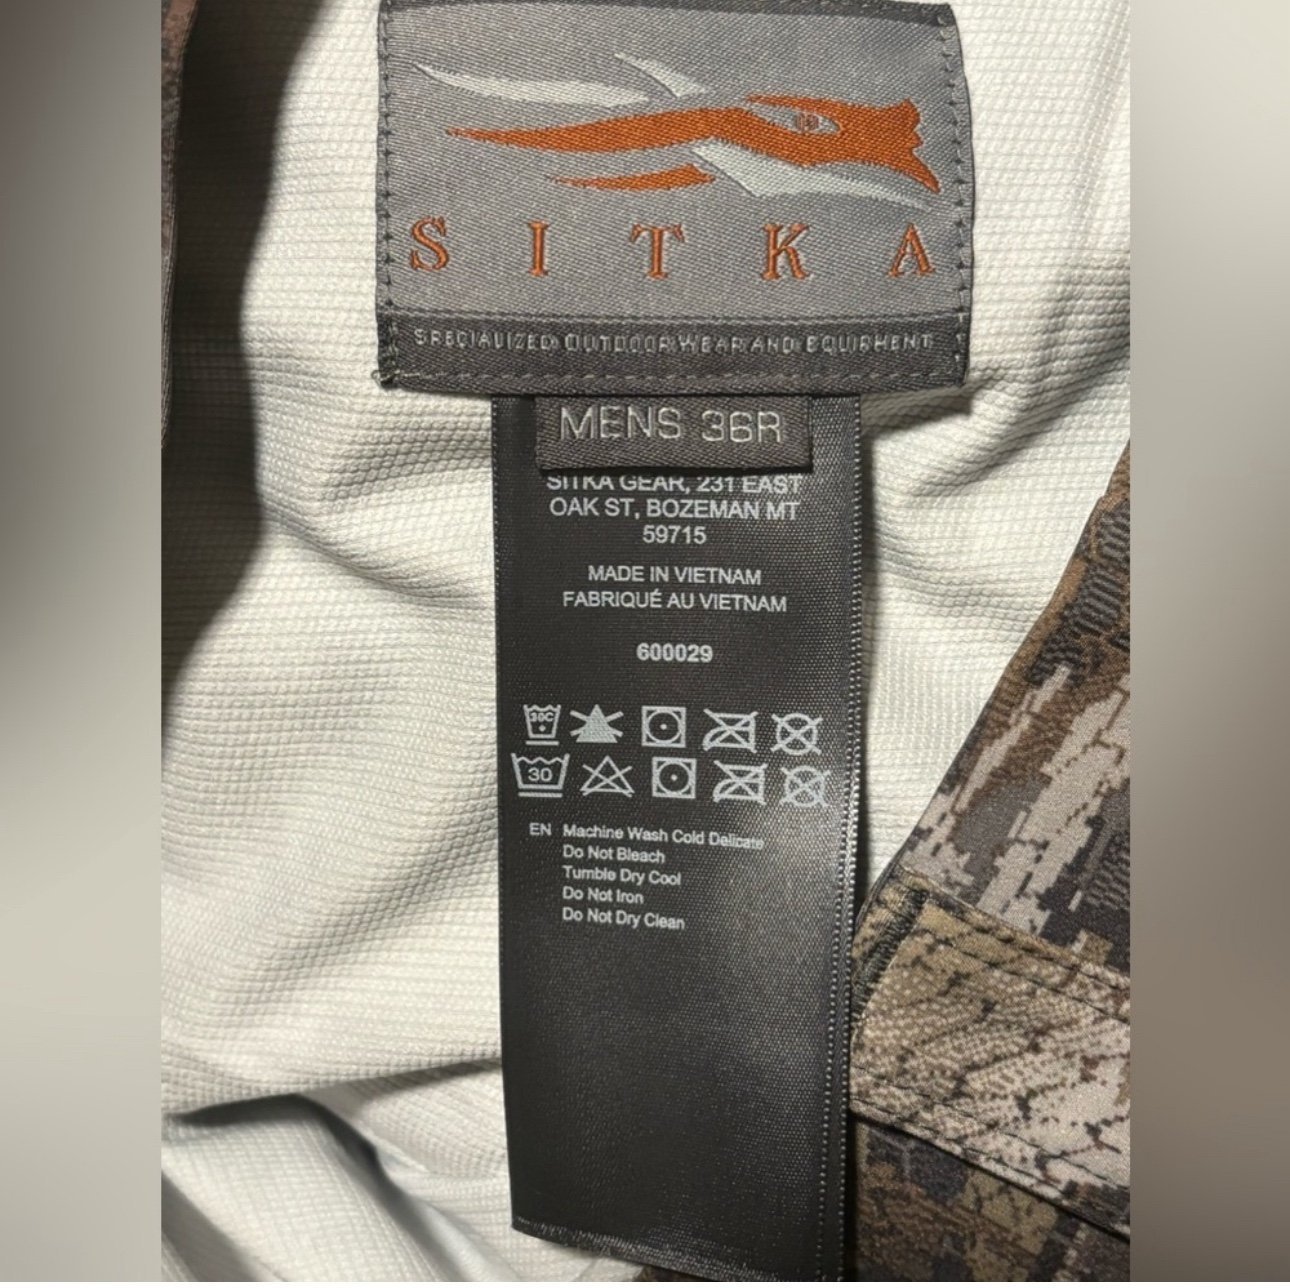 SITKA
SPECIALIZED OUTDOOR WEAR AND EQUIPMENT
MENS 36R
SITKA GEAR, 231 EAST
OAK ST, BOZEMAN MT
59715
MADE IN VIETNAM
FABRIQUÉ AU VIETNAM
600029
30C
30
EN Machine Wash Cold Delicate
Do Not Bleach
Tumble Dry Cool
Do Not Iron
Do Not Dry Clean